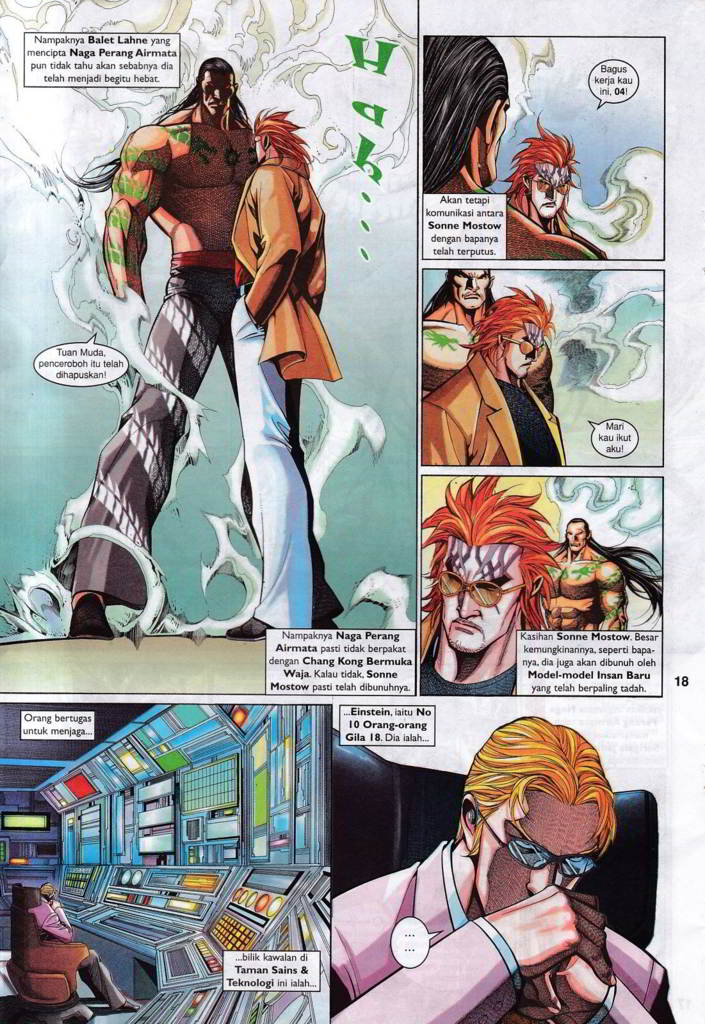 Nampaknya Balet Lahne yang
mencipta Naga Perang Airmata
pun tidak tahu akan sebabnya dia
telah menjadi begitu hebat.
Hah...
Tuan Muda,
penceroboh itu telah
dihapuskan!
Nampaknya Naga Perang
Airmata pasti tidak berpakat
dengan Chang Kong Bermuka
Waja. Kalau tidak, Sonne
Mostow pasti telah dibunuhnya.
Bagus
kerja kau
ini, 04!
Akan tetapi
komunikasi antara
Sonne Mostow
dengan bapanya
telah terputus.
Mari
kau ikut
aku!
Kasihan Sonne Mostow. Besar
kemungkinannya, seperti bapa-
nya, dia juga akan dibunuh oleh
Model-model Insan Baru
yang telah berpaling tadah.
18
Orang bertugas
untuk menjaga...
...bilik kawalan di
Taman Sains &
Teknologi ini ialah...
...Einstein, iaitu No
10 Orang-orang
Gila 18. Dia ialah...
...
...